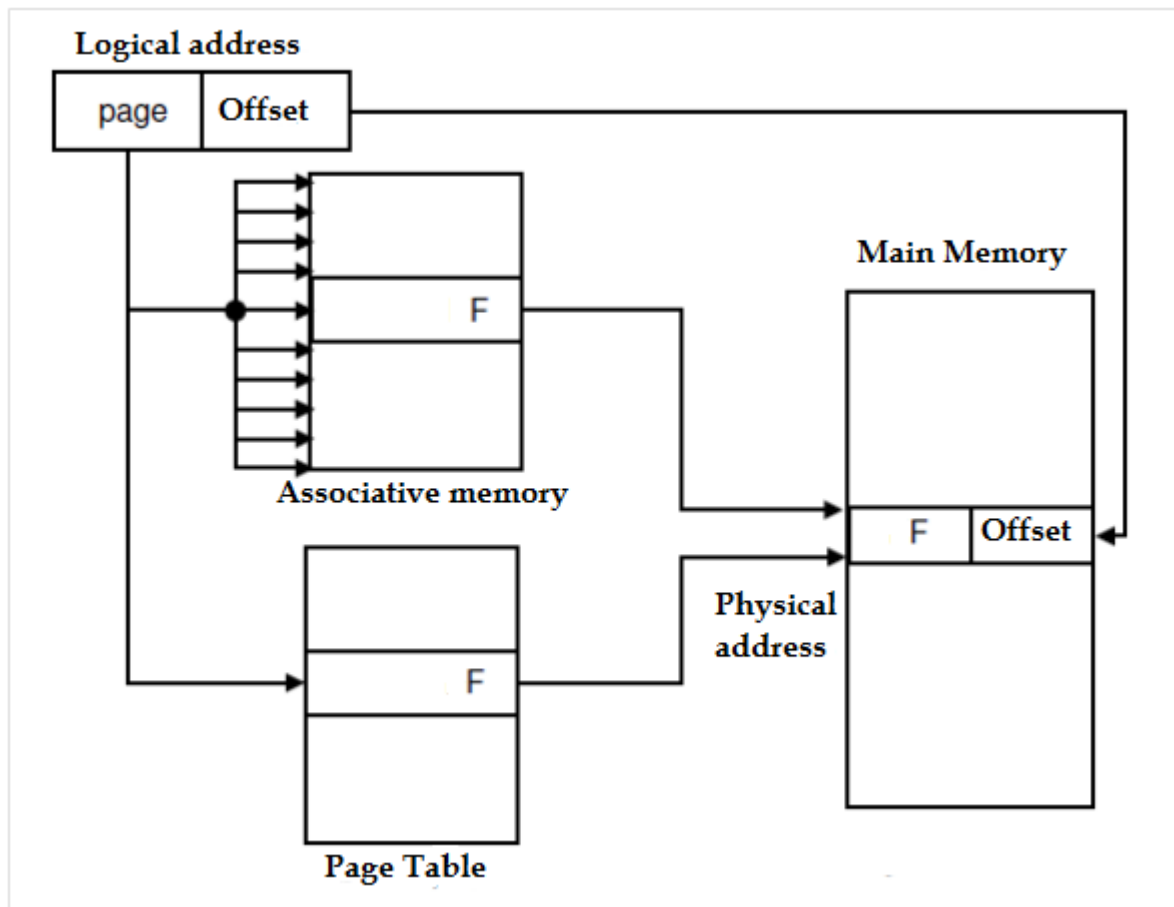 Logical address
page Offset
Main Memory
F
Associative memory
F Offset
Physical
address
F
Page Table